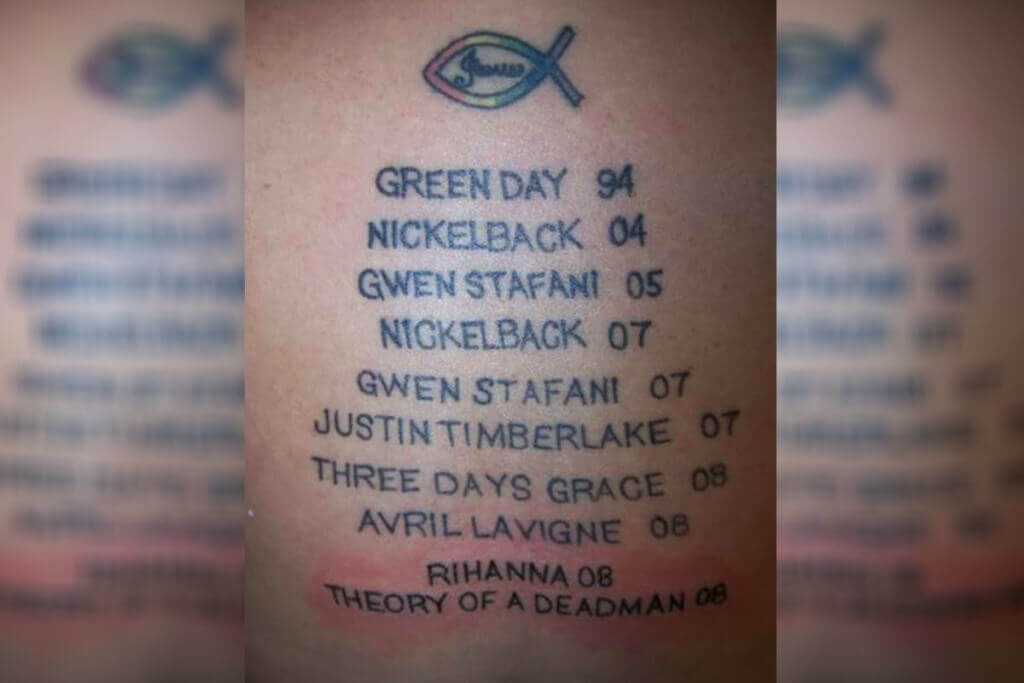 Jesus
GREEN DAY 94
NICKELBACK 04
GWEN STAFANI 05
NICKELBACK 07
GWEN STAFANI 07
JUSTIN TIMBERLAKE 07
THREE DAYS GRACE 08
AVRIL LAVIGNE 08
RIHANNA 08
THEORY OF A DEADMAN 08